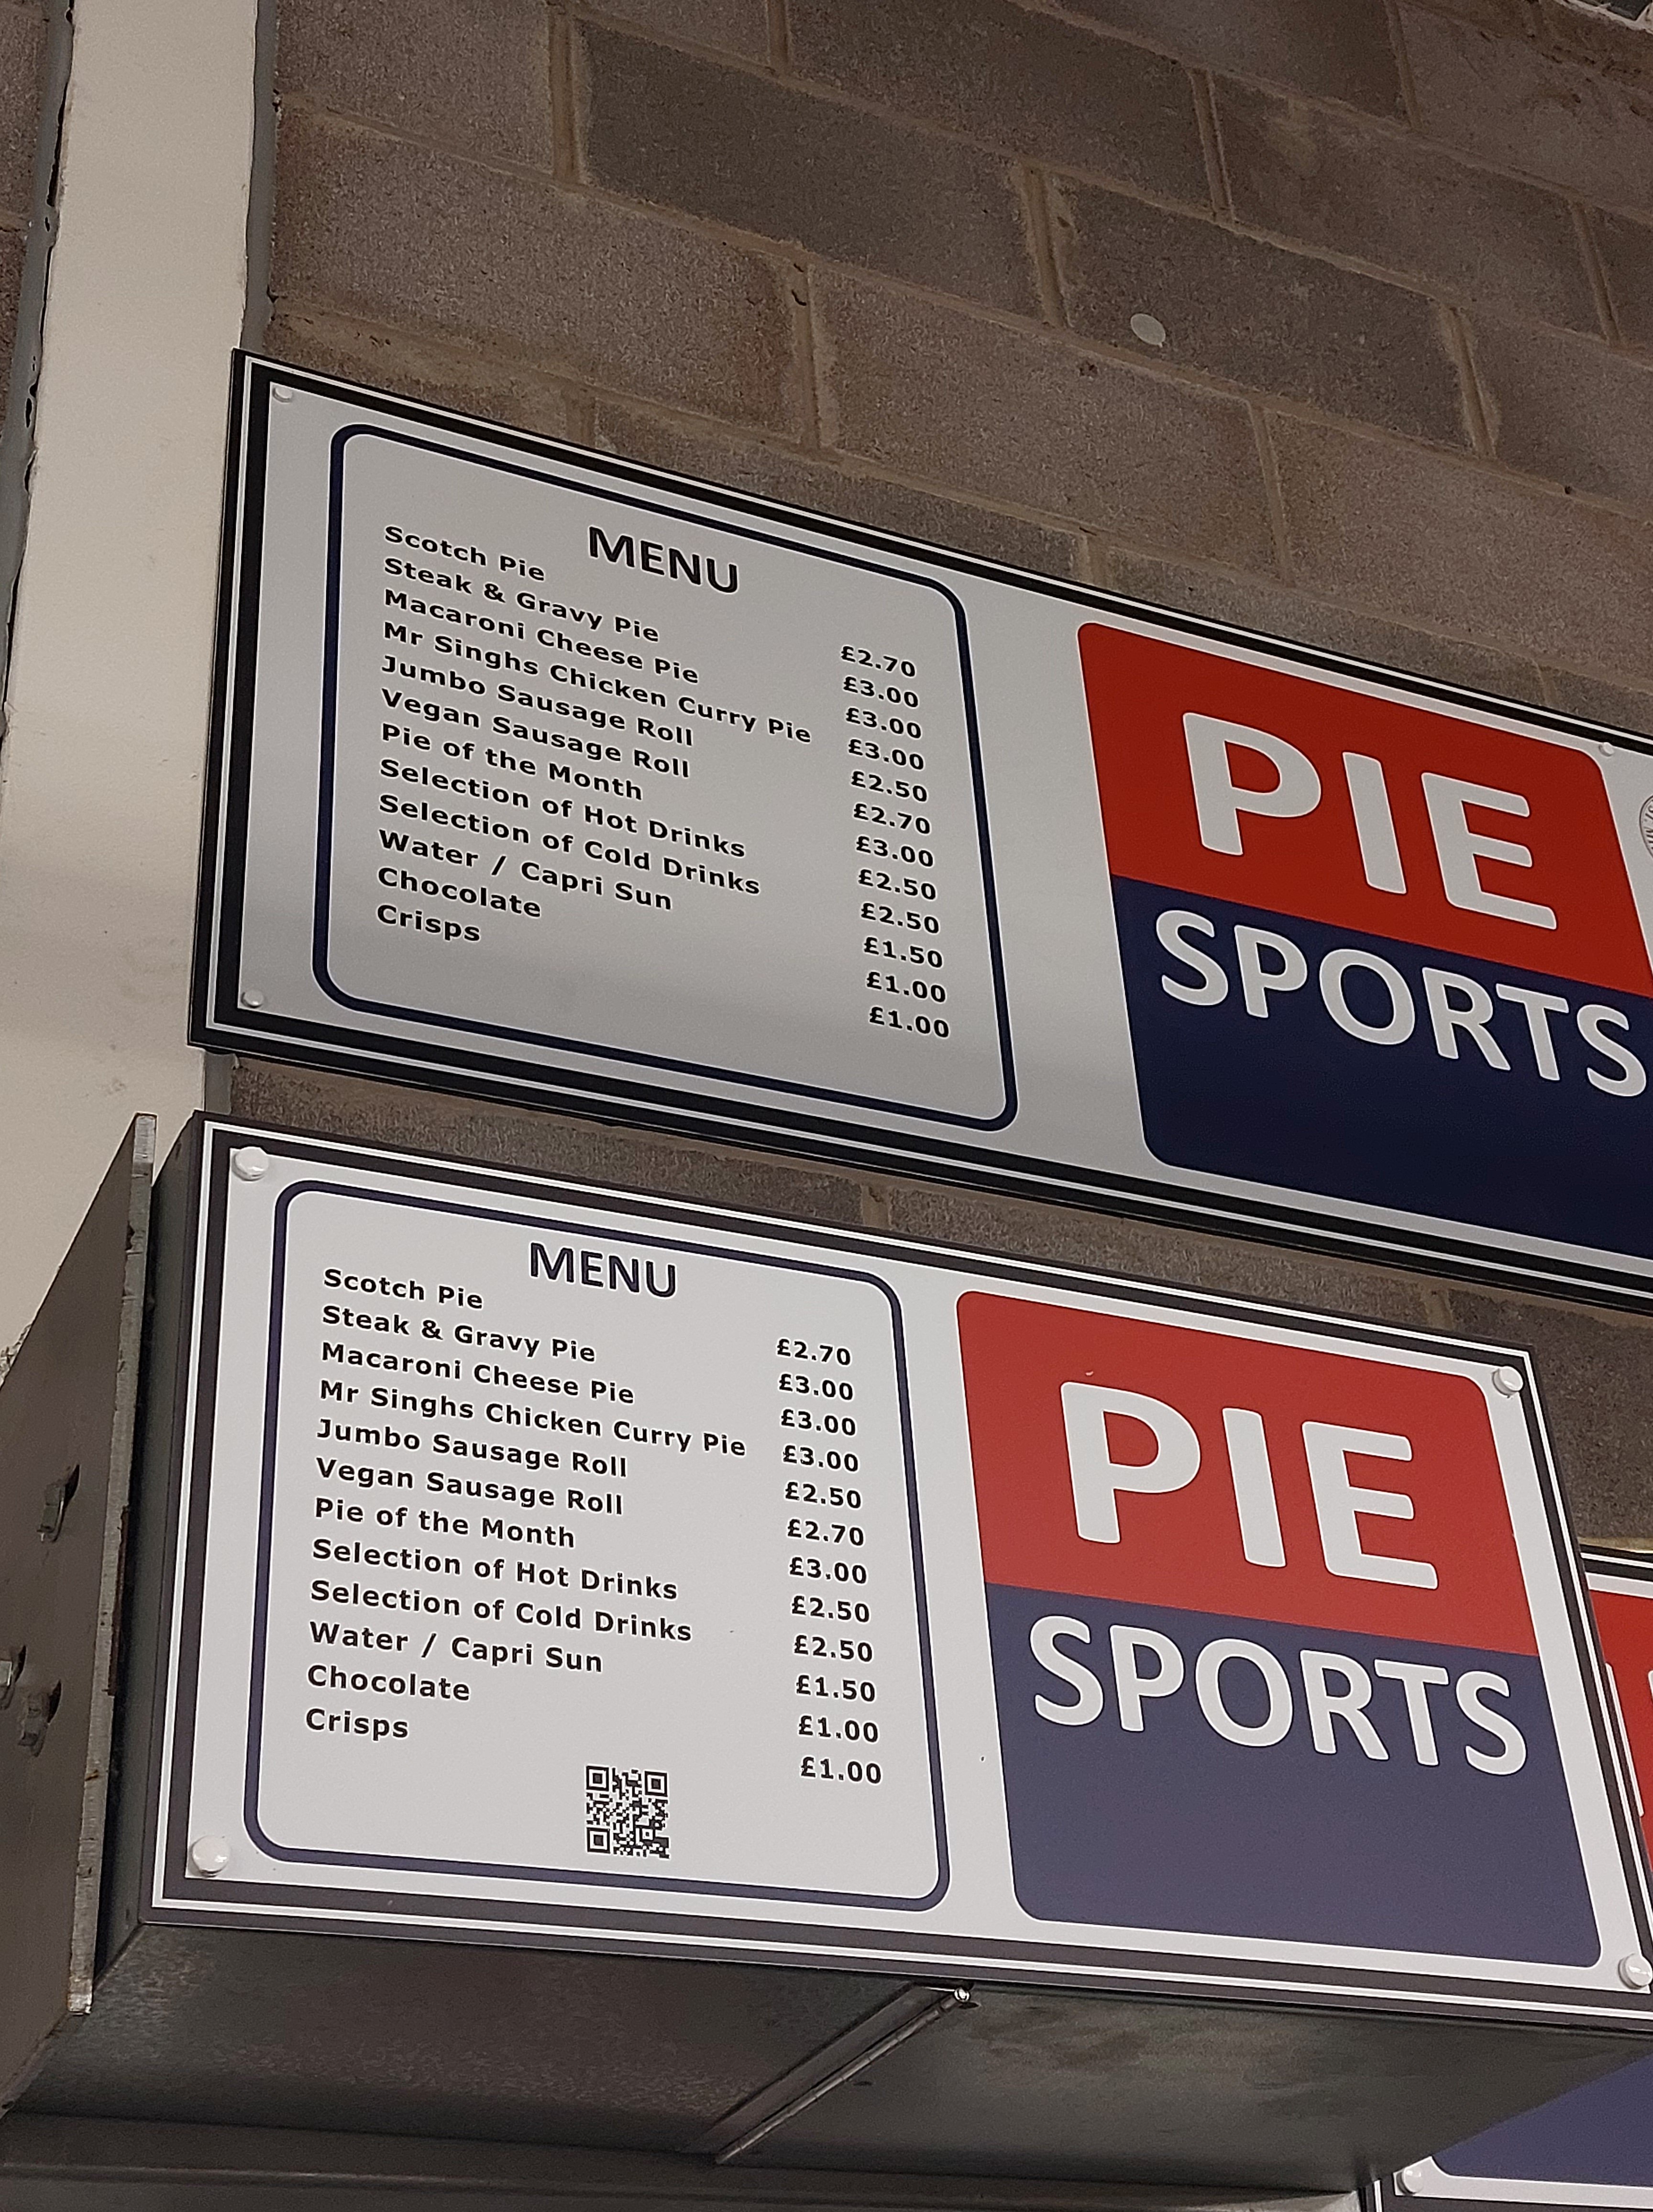 MENU
Scotch Pie £2.70
Steak & Gravy Pie £3.00
Macaroni Cheese Pie £3.00
Mr Singhs Chicken Curry Pie £3.00
Jumbo Sausage Roll £2.50
Vegan Sausage Roll £2.70
Pie of the Month £3.00
Selection of Hot Drinks £2.50
Selection of Cold Drinks £2.50
Water / Capri Sun £1.50
Chocolate £1.00
Crisps £1.00
PIE
SPORTS
MENU
Scotch Pie £2.70
Steak & Gravy Pie £3.00
Macaroni Cheese Pie £3.00
Mr Singhs Chicken Curry Pie £3.00
Jumbo Sausage Roll £2.50
Vegan Sausage Roll £2.70
Pie of the Month £3.00
Selection of Hot Drinks £2.50
Selection of Cold Drinks £2.50
Water / Capri Sun £1.50
Chocolate £1.00
Crisps £1.00
PIE
SPORTS